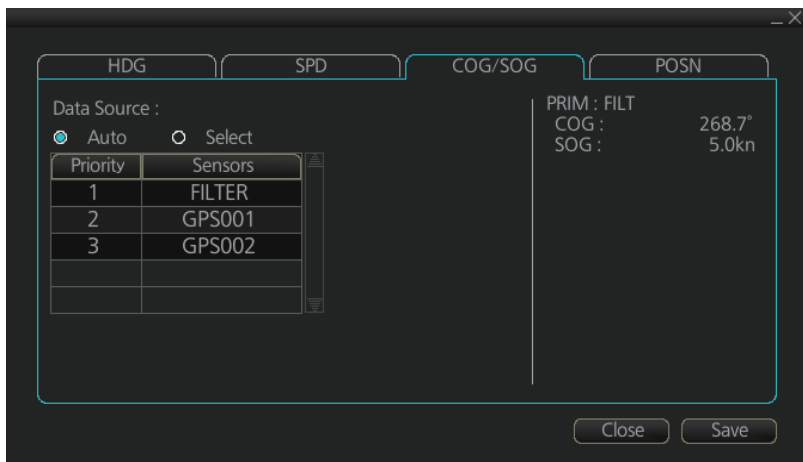 HDG SPD COG/SOG POSN
Data Source :
Auto Select
Priority Sensors
1 FILTER
2 GPS001
3 GPS002
PRIM : FILT
COG : 268.7°
SOG : 5.0kn
Close Save